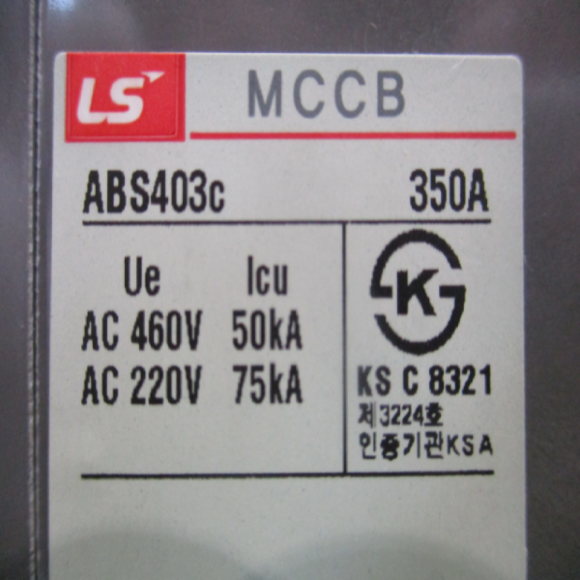 LS MCCB
ABS403c 350A
Ue Icu
AC 460V 50kA
AC 220V 75kA
KS
KS C 8321
제3224호
인증기관KSA